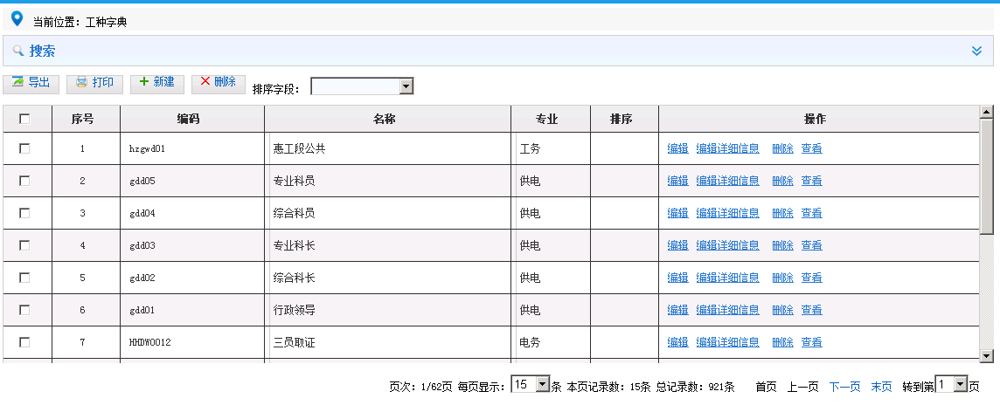 当前位置：工种字典
搜索
导出 打印 新建 删除 排序字段：
序号 编码 名称 专业 排序 操作
1 hzgwd01 惠工段公共 工务 编辑 编辑详细信息 删除 查看
2 gdd05 专业科员 供电 编辑 编辑详细信息 删除 查看
3 gdd04 综合科员 供电 编辑 编辑详细信息 删除 查看
4 gdd03 专业科长 供电 编辑 编辑详细信息 删除 查看
5 gdd02 综合科长 供电 编辑 编辑详细信息 删除 查看
6 gdd01 行政领导 供电 编辑 编辑详细信息 删除 查看
7 HHDW0012 三员取证 电务 编辑 编辑详细信息 删除 查看
页次：1/62页 每页显示：15条 本页记录数：15条 总记录数：921条 首页 上一页 下一页 末页 转到第1页